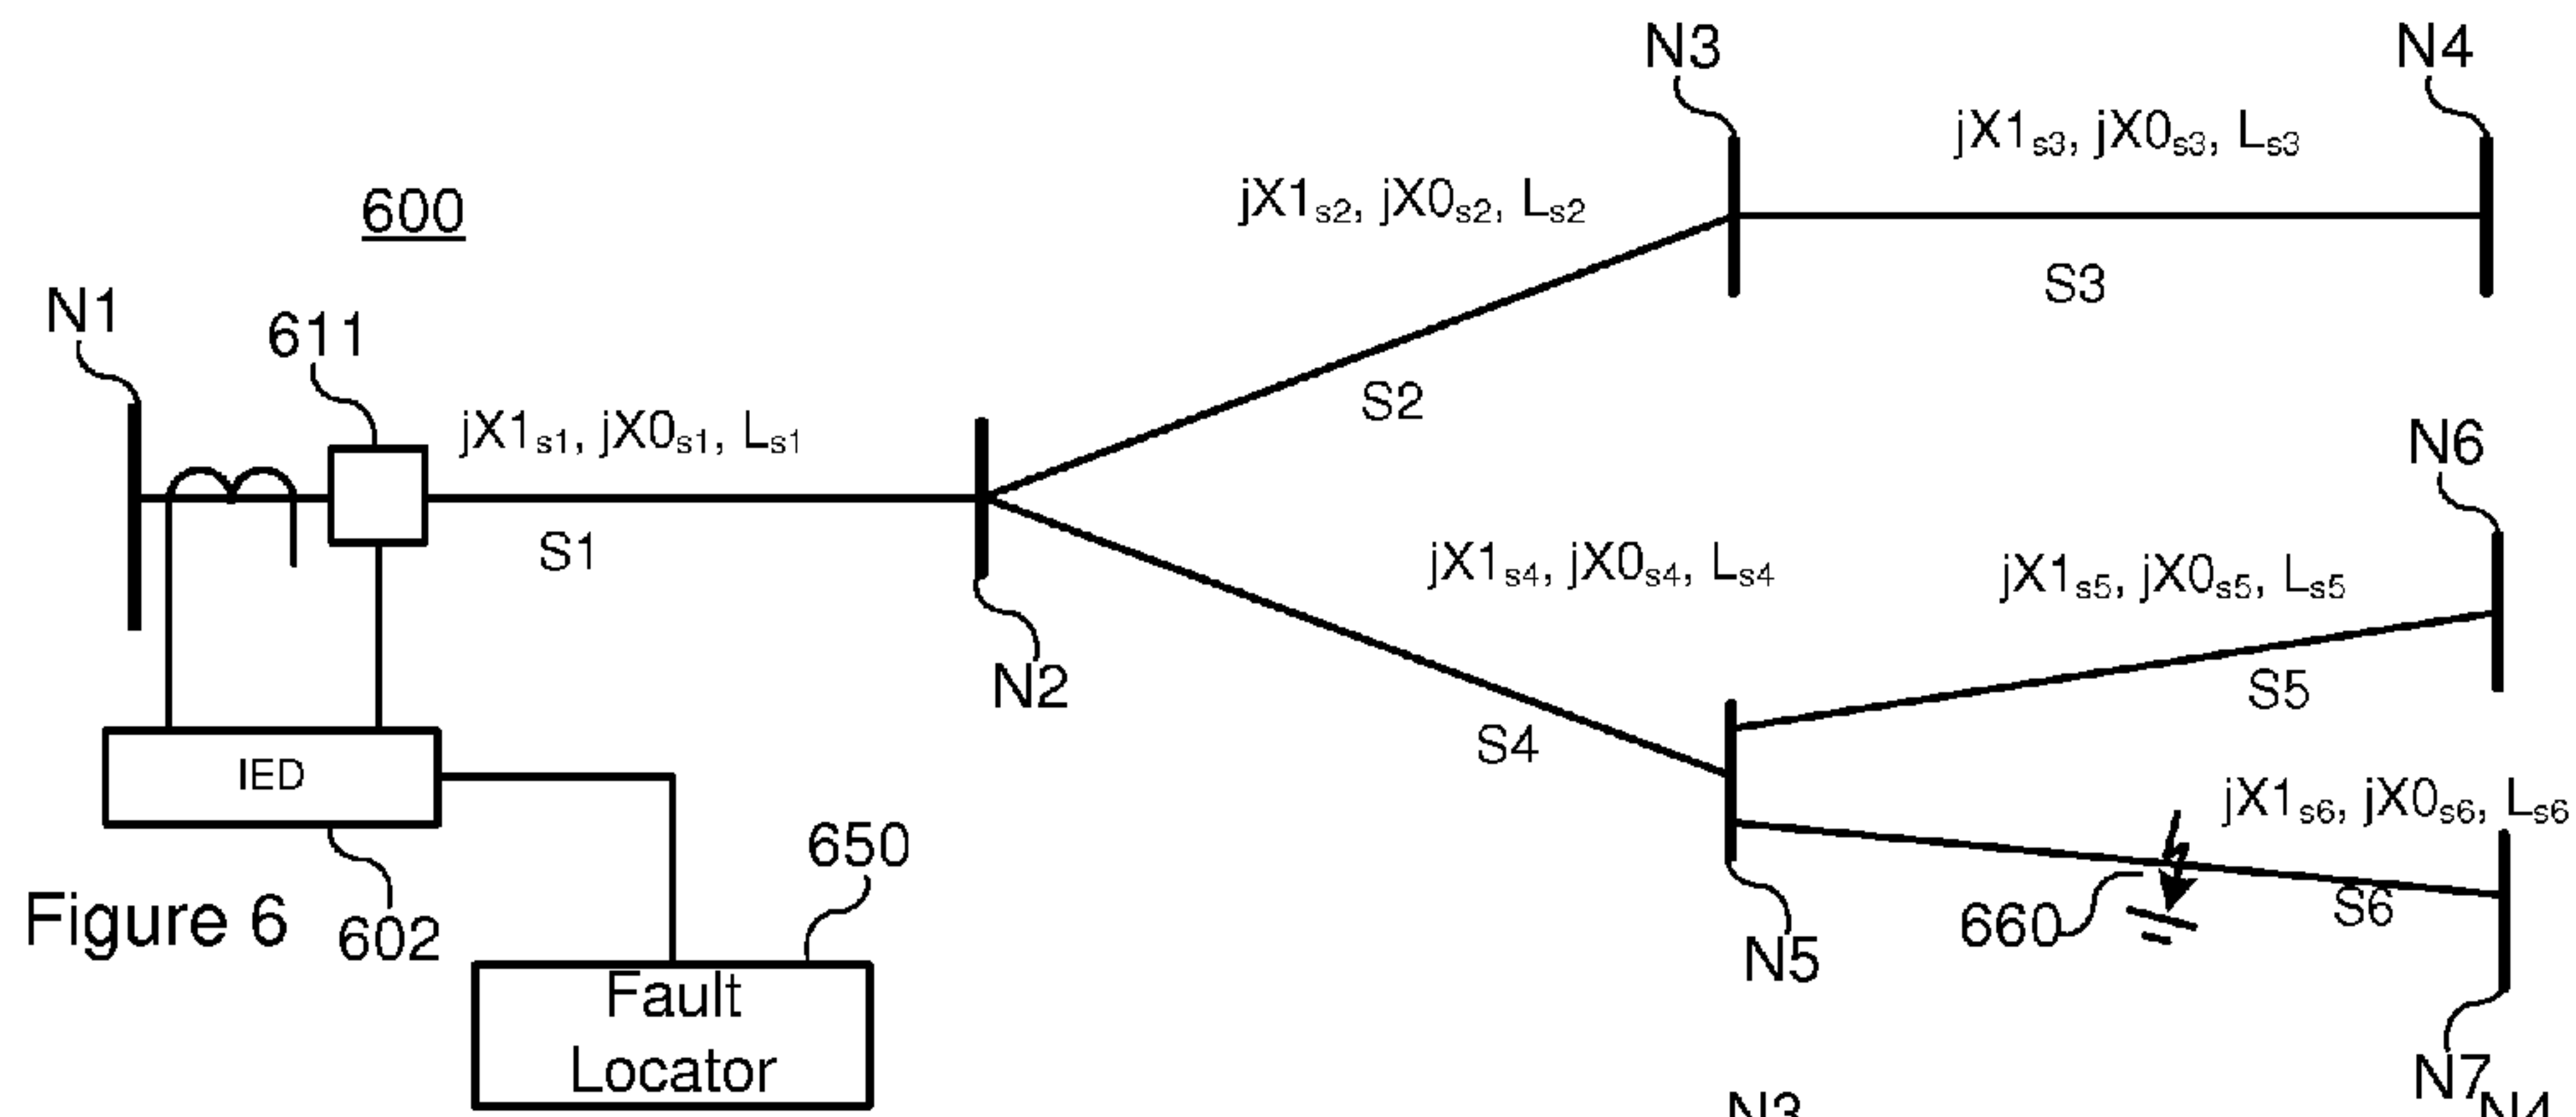 N3
N4
jX1s3, jX0s3, Ls3
600
jX1s2, jX0s2, Ls2
S3
N1
611
S2
jX1s1, jX0s1, Ls1
N6
S1
jX1s4, jX0s4, Ls4
jX1s5, jX0s5, Ls5
N2
S5
S4
IED
jX1s6, jX0s6, Ls6
650
660
S6
Figure 6
602
N5
Fault
Locator
N7
N3
N4